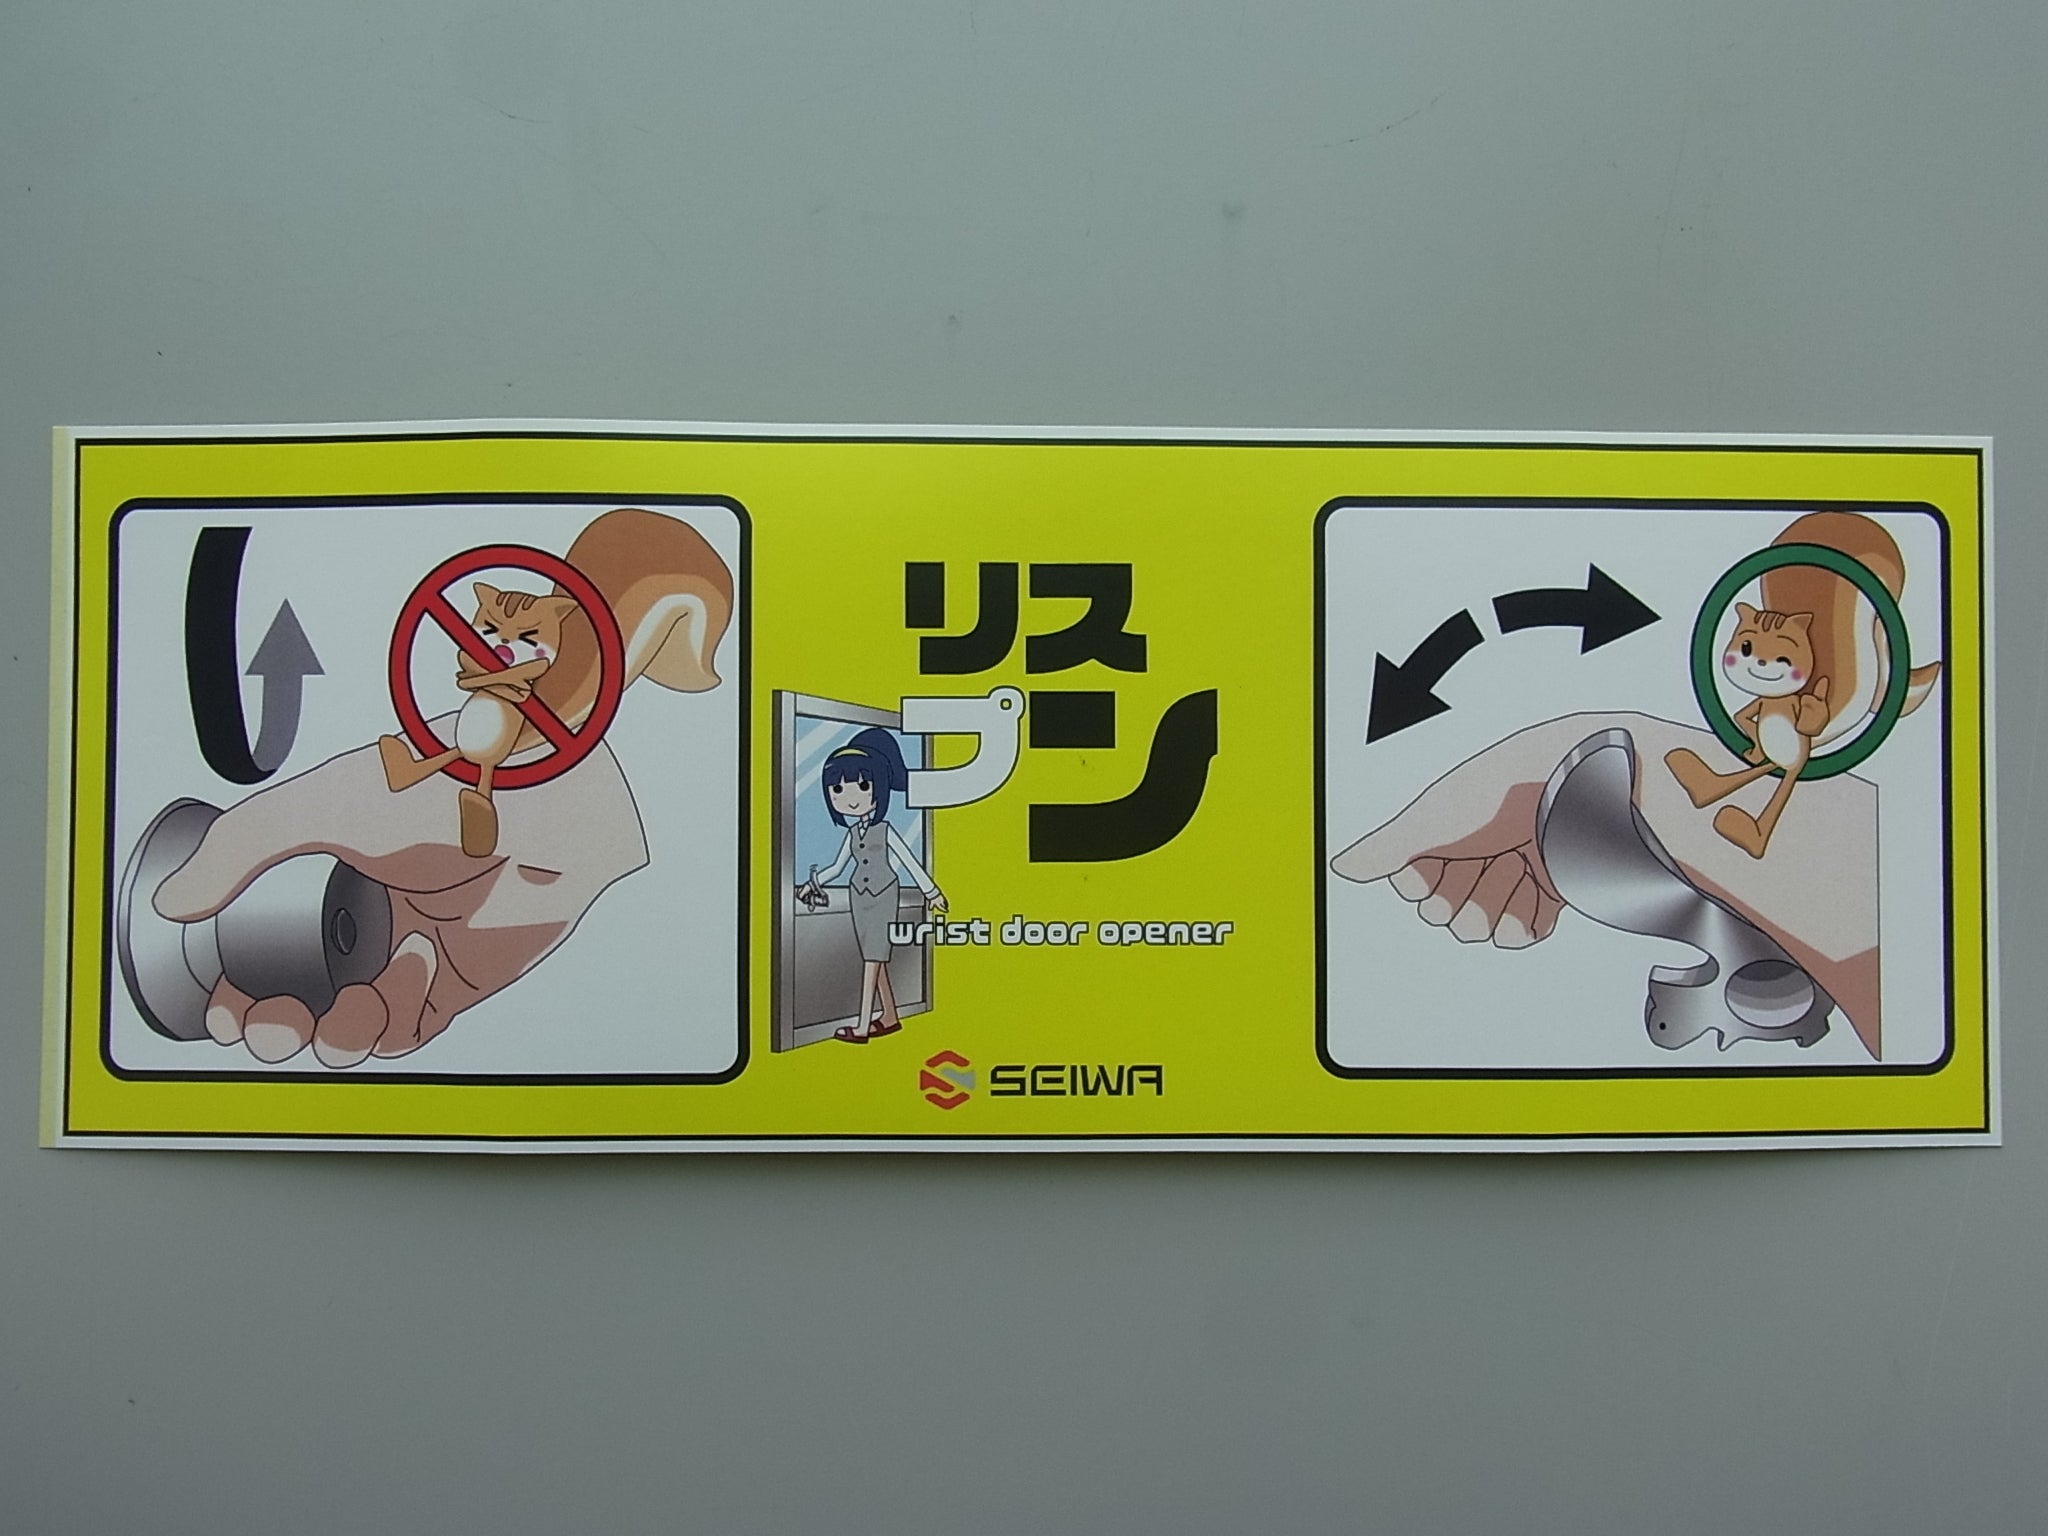 リス
プン
wrist door opener
SEIWA